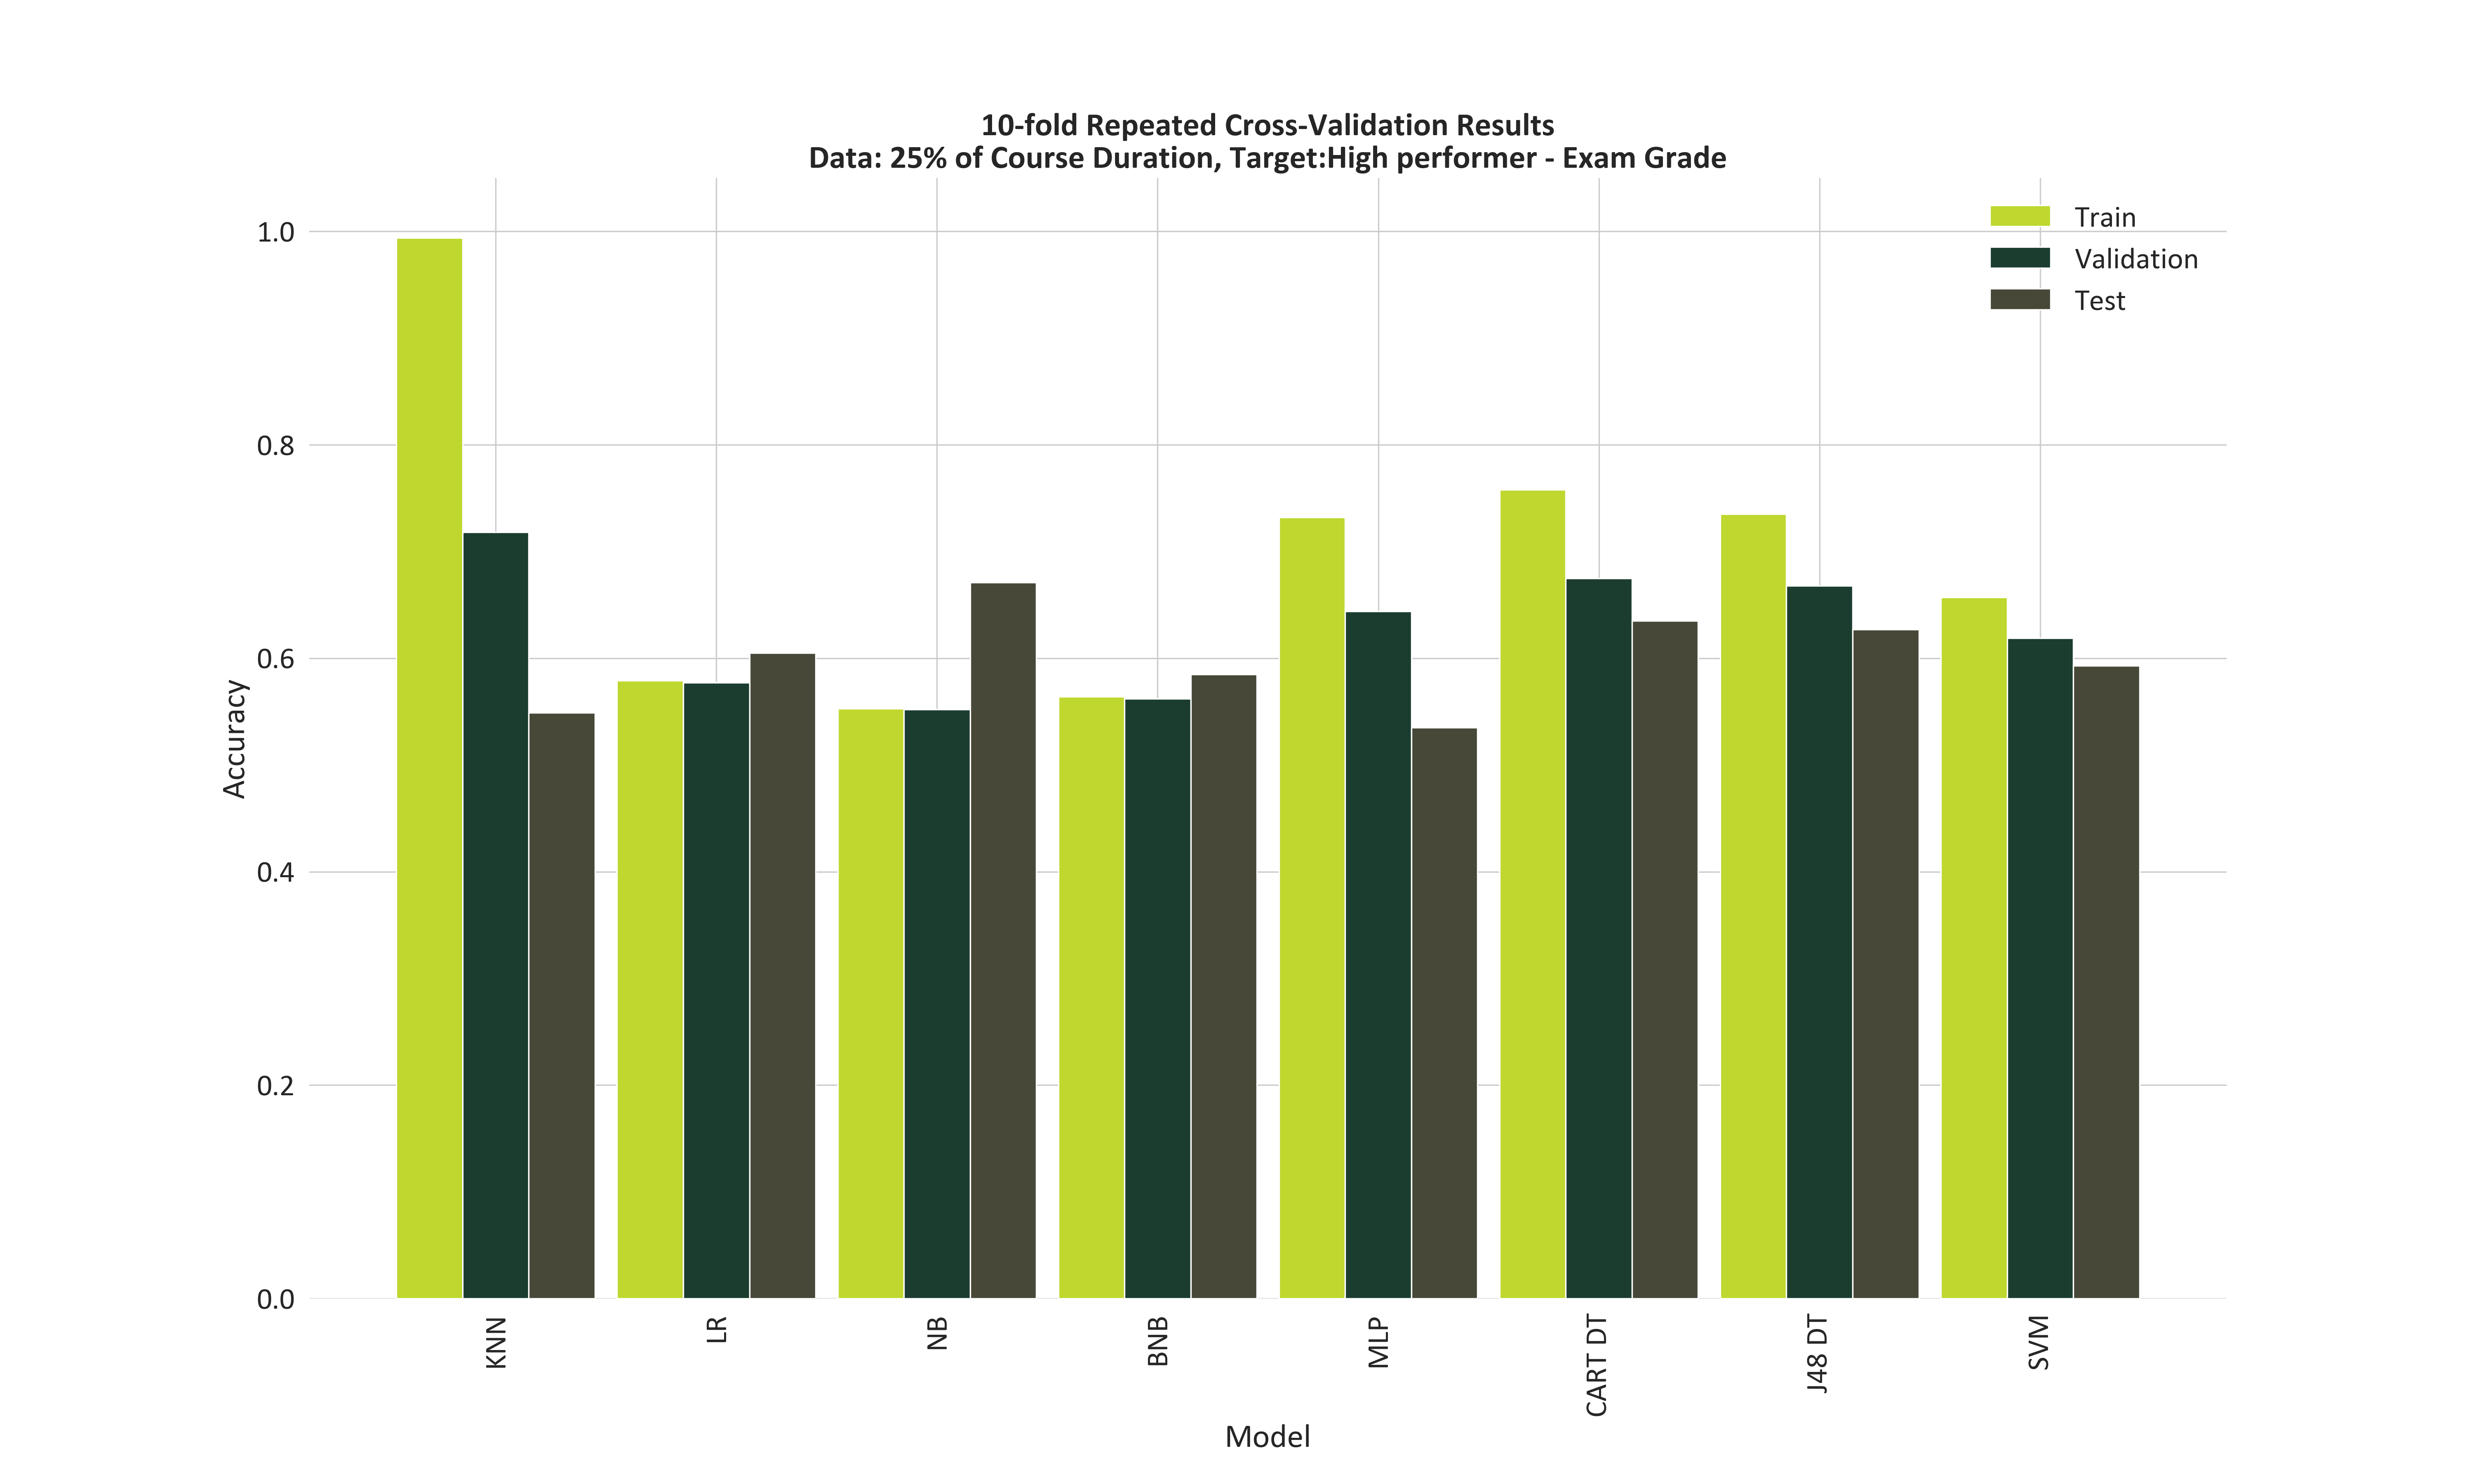 10-fold Repeated Cross-Validation Results
Data: 25% of Course Duration, Target:High performer - Exam Grade
Train
Validation
Test
1.0
0.8
0.6
0.4
0.2
0.0
Accuracy
KNN
LR
NB
BNB
MLP
CART DT
J48 DT
SVM
Model